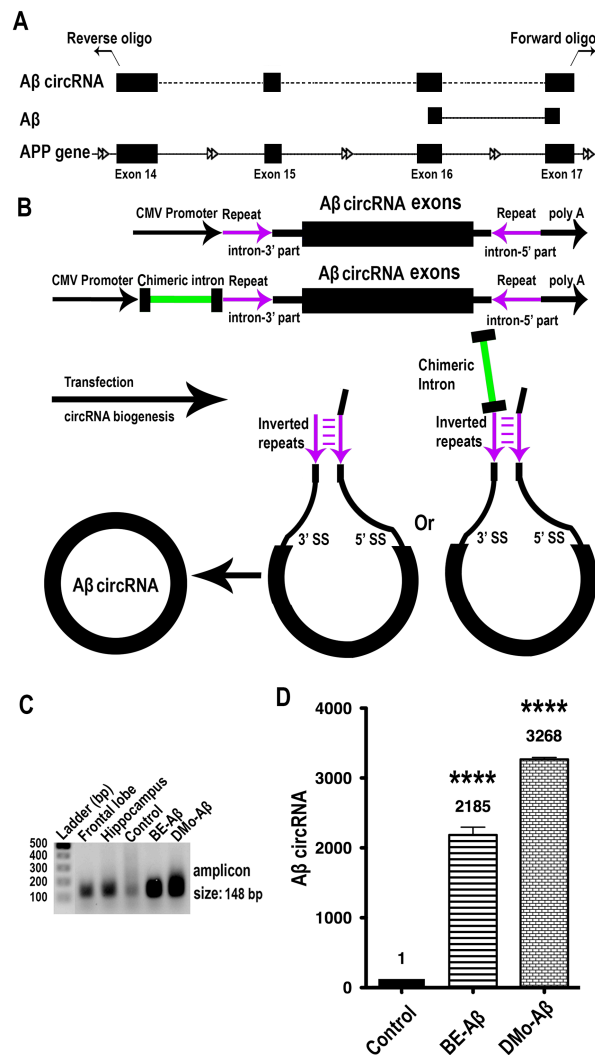 A
Reverse oligo
Forward oligo
Aβ circRNA
Aβ
APP gene
Exon 14
Exon 15
Exon 16
Exon 17
B
Aβ circRNA exons
CMV Promoter
Repeat
Repeat
poly A
intron-3’ part
intron-5’ part
Aβ circRNA exons
CMV Promoter
Chimeric intron
Repeat
Repeat
poly A
intron-3’ part
intron-5’ part
Transfection
circRNA biogenesis
Chimeric
Intron
Inverted
repeats
Inverted
repeats
3’ SS
5’ SS
Or
3’ SS
5’ SS
Aβ circRNA
C
Ladder (bp)
Frontal lobe
Hippocampus
Control
BE-Aβ
DMo-Aβ
500
400
300
200
100
amplicon
size: 148 bp
D
Aβ circRNA
4000
3000
2000
1000
0
1
****
2185
****
3268
Control
BE-Aβ
DMo-Aβ